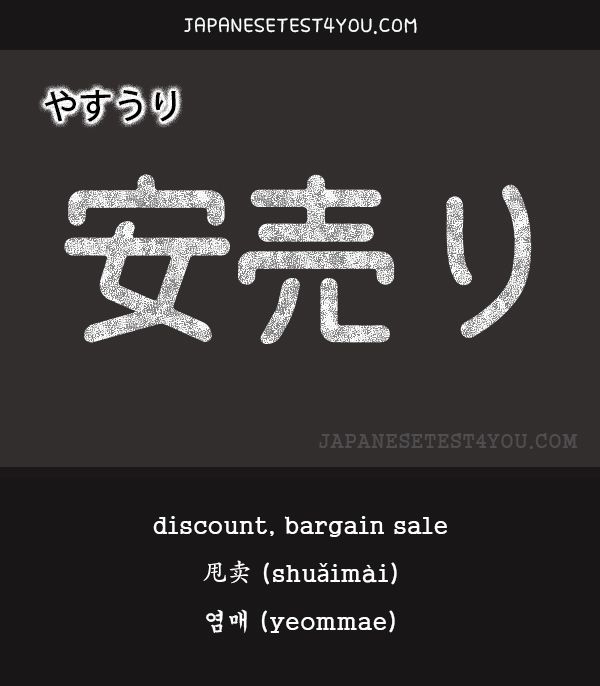 JAPANESETEST4YOU.COM
やすうり
安売り
JAPANESETEST4YOU.COM
discount, bargain sale
甩卖 (shuǎimài)
염매 (yeommae)